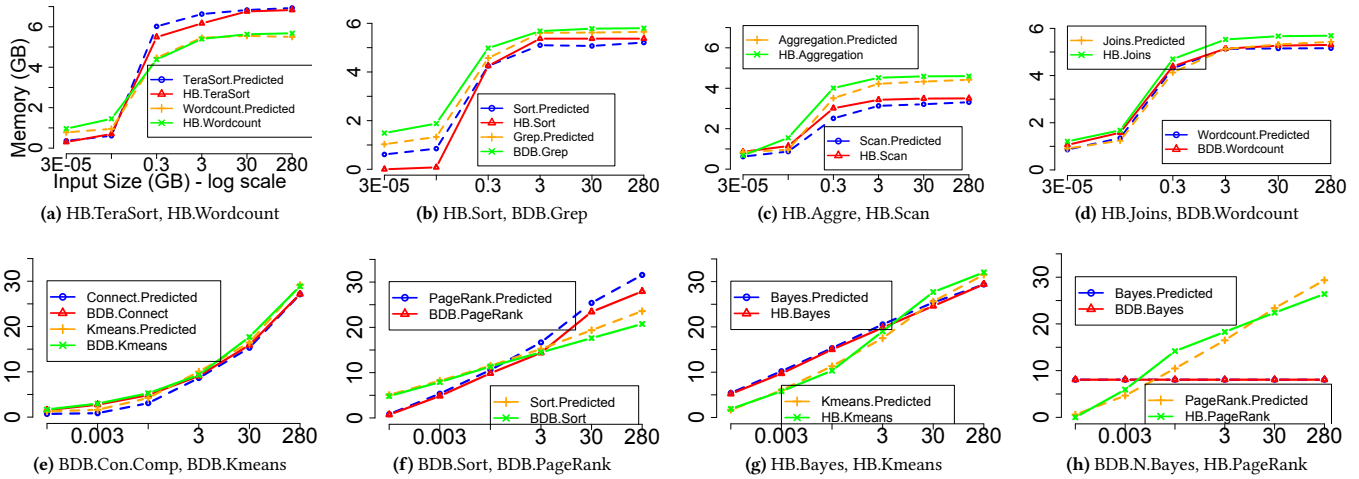 Memory (GB)
0 2 4 6
TeraSort.Predicted
HB.TeraSort
Wordcount.Predicted
HB.Wordcount
3E-05 0.3 3 30 280
Input Size (GB) - log scale
(a) HB.TeraSort, HB.Wordcount
0 2 4 6
Sort.Predicted
HB.Sort
Grep.Predicted
BDB.Grep
3E-05 0.3 3 30 280
(b) HB.Sort, BDB.Grep
0 2 4 6
Aggregation.Predicted
HB.Aggregation
Scan.Predicted
HB.Scan
3E-05 0.3 3 30 280
(c) HB.Aggre, HB.Scan
0 2 4 6
Joins.Predicted
HB.Joins
Wordcount.Predicted
BDB.Wordcount
3E-05 0.3 3 30 280
(d) HB.Joins, BDB.Wordcount
0 10 20 30
Connect.Predicted
BDB.Connect
Kmeans.Predicted
BDB.Kmeans
0.003 3 30 280
(e) BDB.Con.Comp, BDB.Kmeans
0 10 20 30
PageRank.Predicted
BDB.PageRank
Sort.Predicted
BDB.Sort
0.003 3 30 280
(f) BDB.Sort, BDB.PageRank
0 10 20 30
Bayes.Predicted
HB.Bayes
Kmeans.Predicted
HB.Kmeans
0.003 3 30 280
(g) HB.Bayes, HB.Kmeans
0 10 20 30
Bayes.Predicted
BDB.Bayes
PageRank.Predicted
HB.PageRank
0.003 3 30 280
(h) BDB.N.Bayes, HB.PageRank